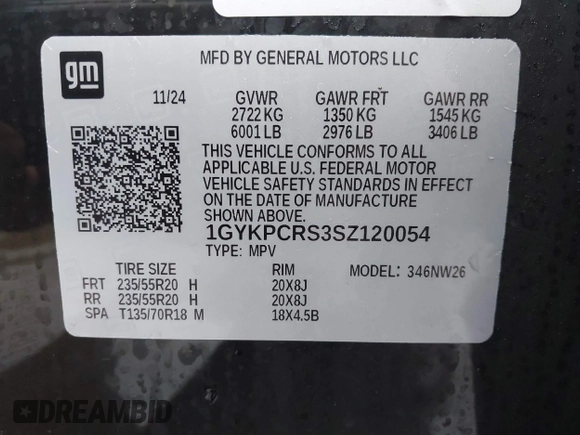 gm
MFD BY GENERAL MOTORS LLC
11/24 GVWR GAWR FRT GAWR RR
2722 KG 1350 KG 1545 KG
6001 LB 2976 LB 3406 LB
THIS VEHICLE CONFORMS TO ALL
APPLICABLE U.S. FEDERAL MOTOR
VEHICLE SAFETY STANDARDS IN EFFECT
ON THE DATE OF MANUFACTURE
SHOWN ABOVE.
1GYKPCRS3SZ120054
TYPE: MPV
TIRE SIZE RIM MODEL: 346NW26
FRT 235/55R20 H 20X8J
RR 235/55R20 H 20X8J
SPA T135/70R18 M 18X4.5B
DREAMBID